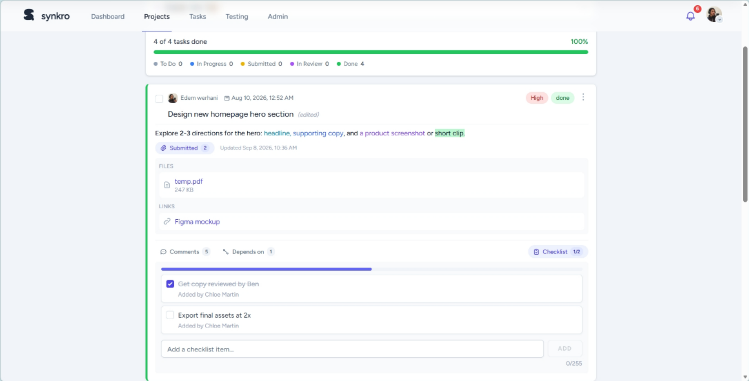 synkro
Dashboard
Projects
Tasks
Testing
Admin
6
4 of 4 tasks done
100%
To Do 0
In Progress 0
Submitted 0
In Review 0
Done 4
Edem warhani · Aug 10, 2026, 12:52 AM
High
done
Design new homepage hero section (edited)
Explore 2-3 directions for the hero: headline, supporting copy, and a product screenshot or short clip.
Submitted 2
Updated Sep 8, 2026, 10:36 AM
FILES
temp.pdf
247 KB
LINKS
Figma mockup
Comments 5
Depends on 1
Checklist 1/2
Get copy reviewed by Ben
Added by Chloe Martin
Export final assets at 2x
Added by Chloe Martin
Add a checklist item...
ADD
0/255